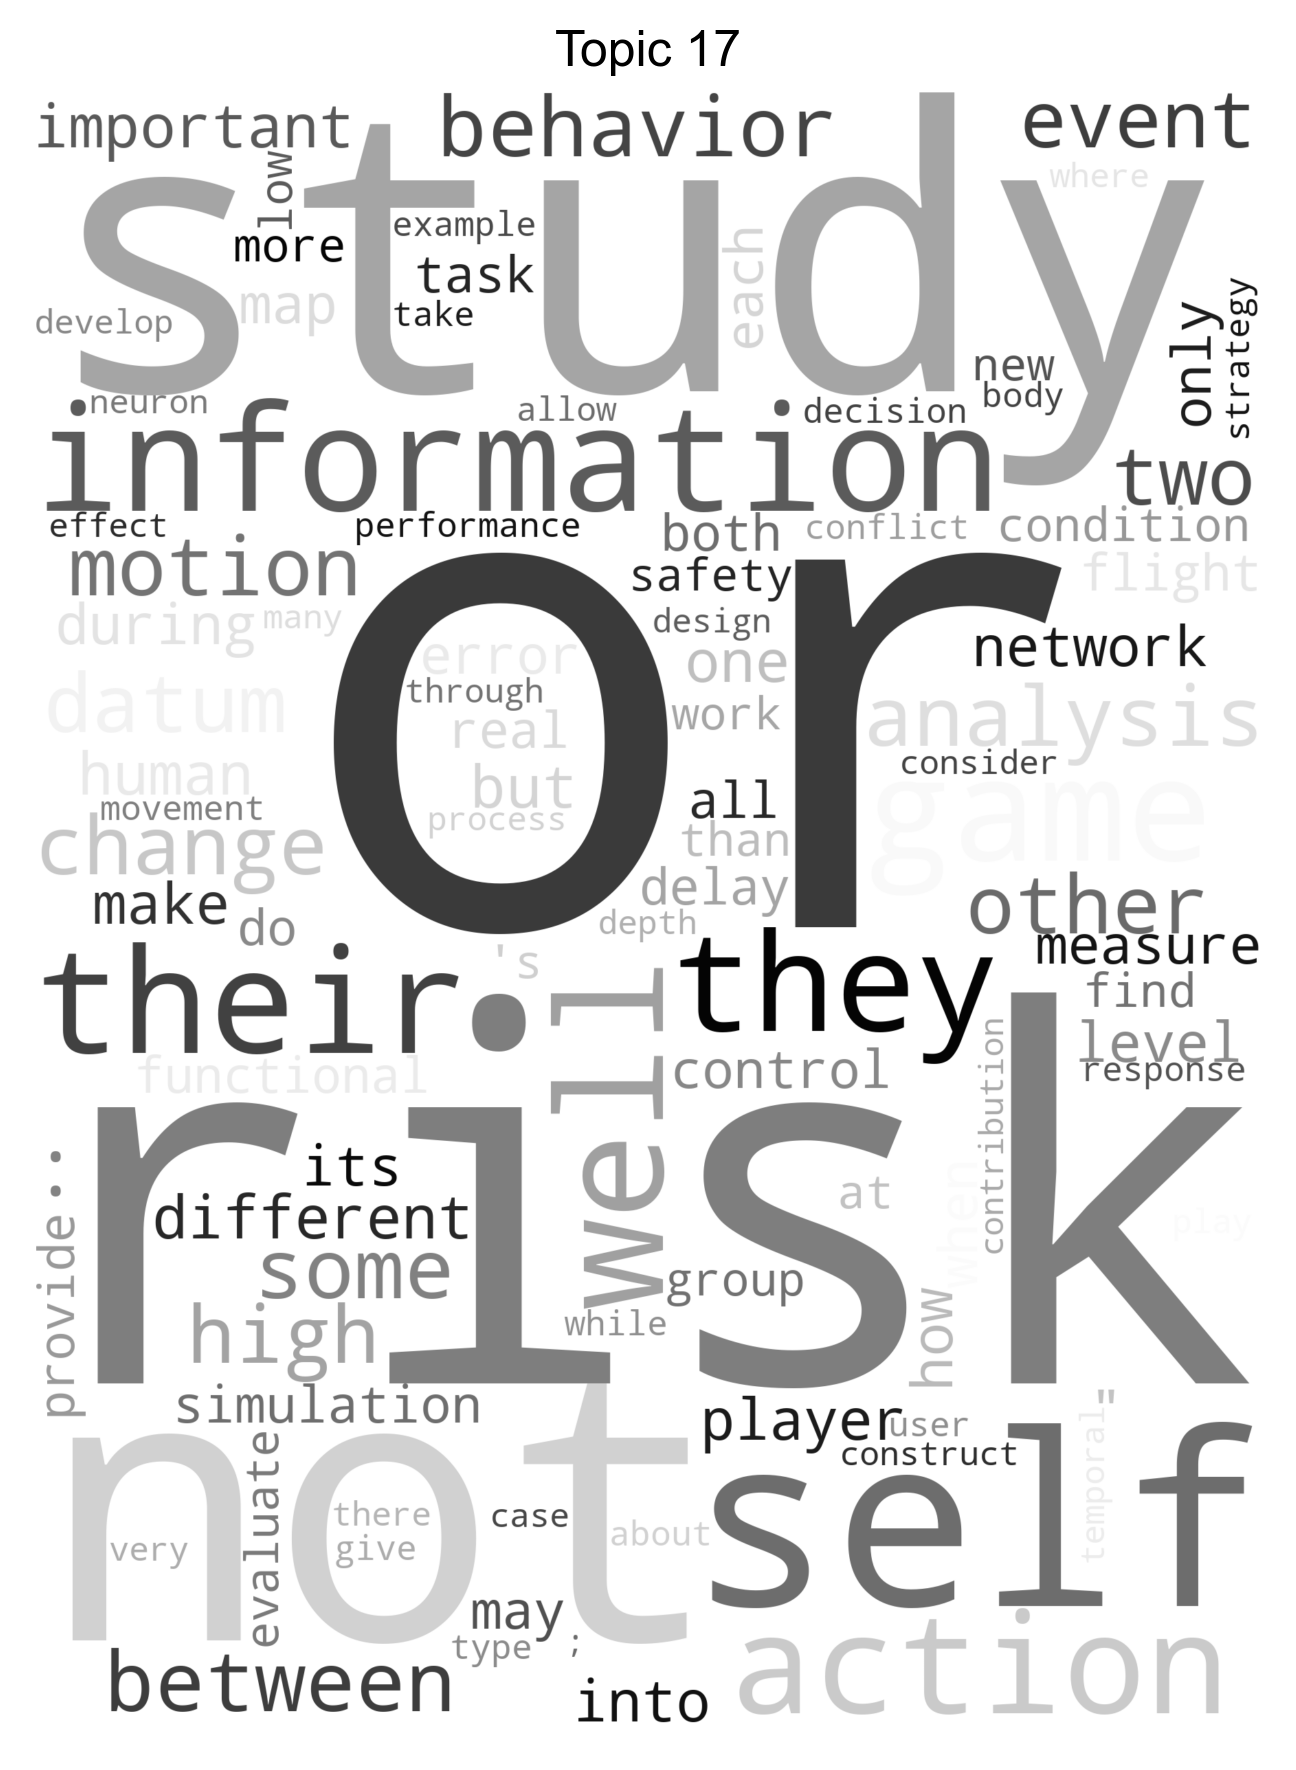 Topic 17
important
behavior
event
study
low
where
more
example
task
each
map
take
develop
only
strategy
new
body
neuron
allow
decision
information
two
effect
performance
both
conflict
condition
motion
safety
flight
or
during
many
design
network
error
one
through
datum
work
analysis
real
human
consider
but
all
game
movement
process
change
than
delay
make
do
depth
other
measure
their
's
they
find
well
level
functional
control
response
contribution
risk
its
different
at
when
play
provide
:
some
group
high
how
while
simulation
player
user
"
not
self
construct
evaluate
there
case
about
temporal
very
give
may
type
;
between
into
action